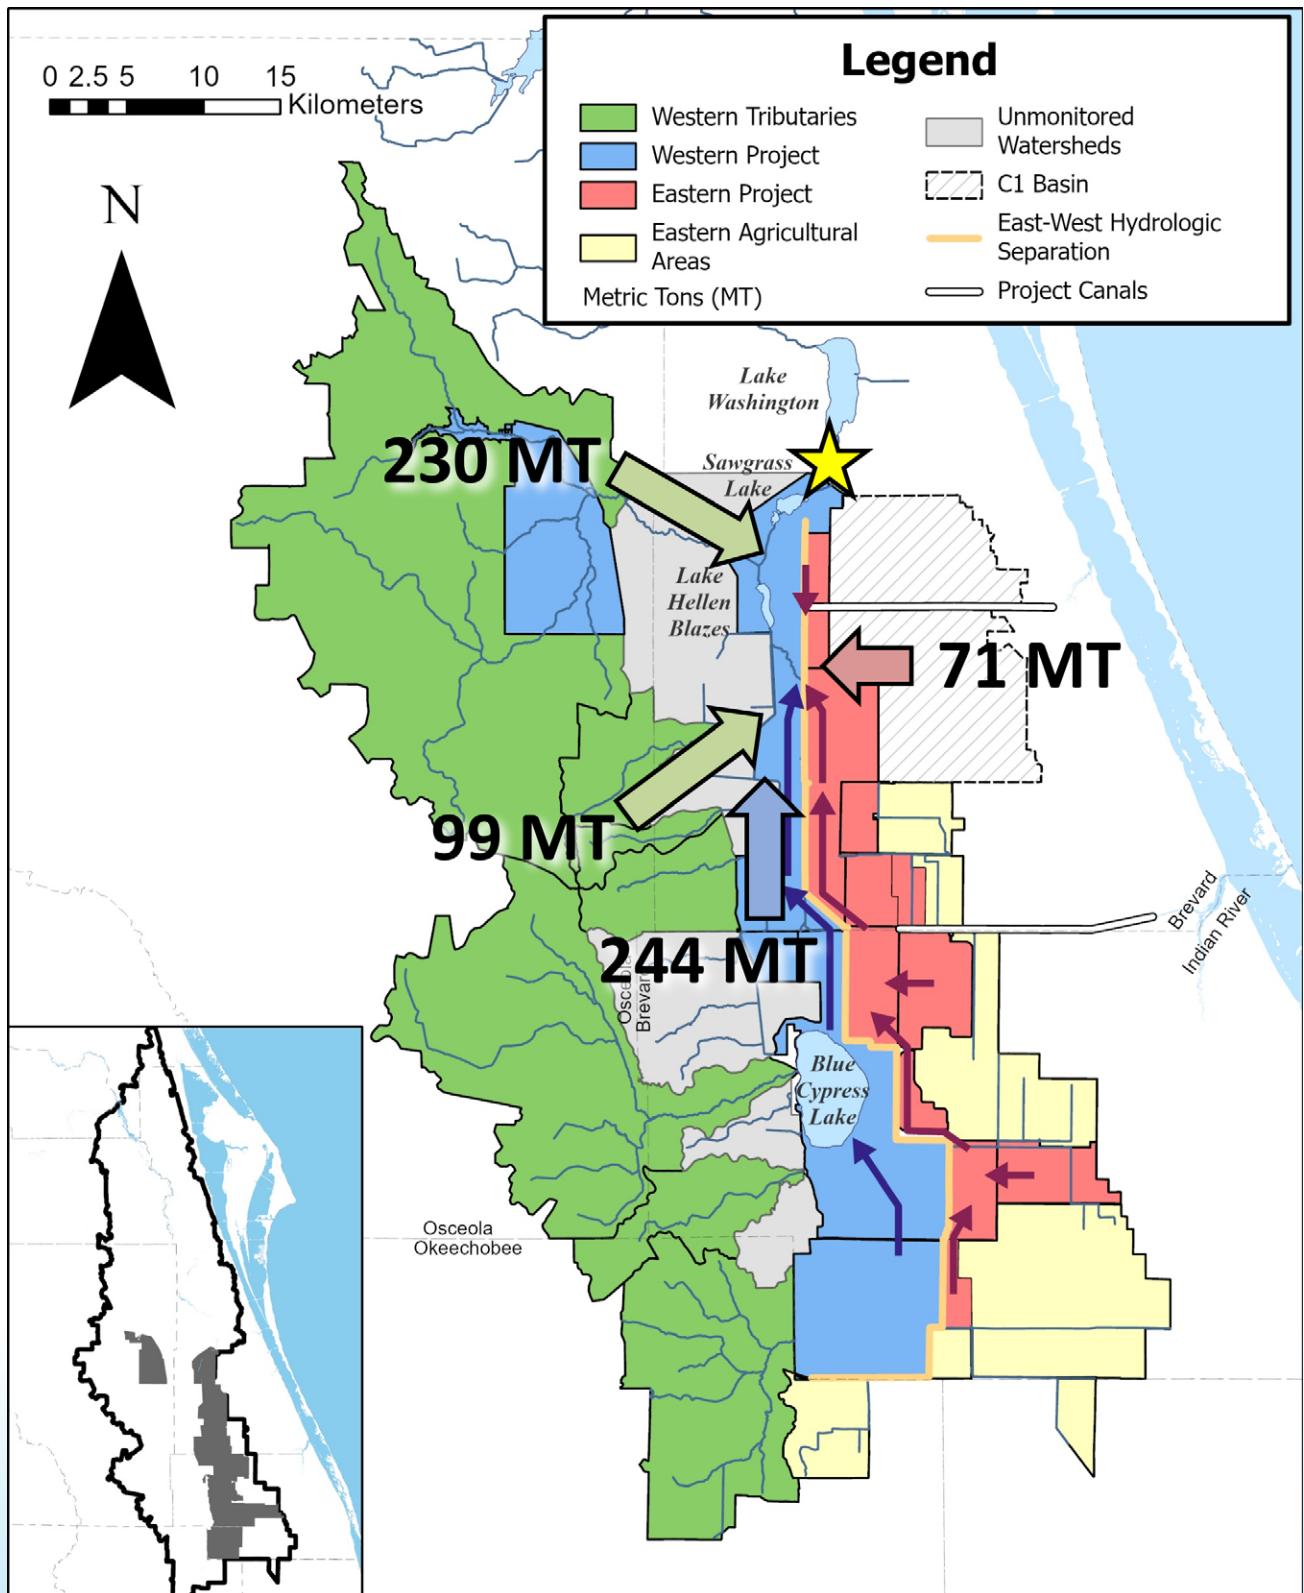 0 2.5 5 10 15
Kilometers
N
Legend
Western Tributaries
Western Project
Eastern Project
Eastern Agricultural
Areas
Metric Tons (MT)
Unmonitored
Watersheds
C1 Basin
East-West Hydrologic
Separation
Project Canals
Lake
Washington
230 MT
Sawgrass
Lake
Lake
Hellen
Blazes
71 MT
99 MT
244 MT
Osceola
Brevard
Brevard
Indian River
Blue
Cypress
Lake
Osceola
Okeechobee